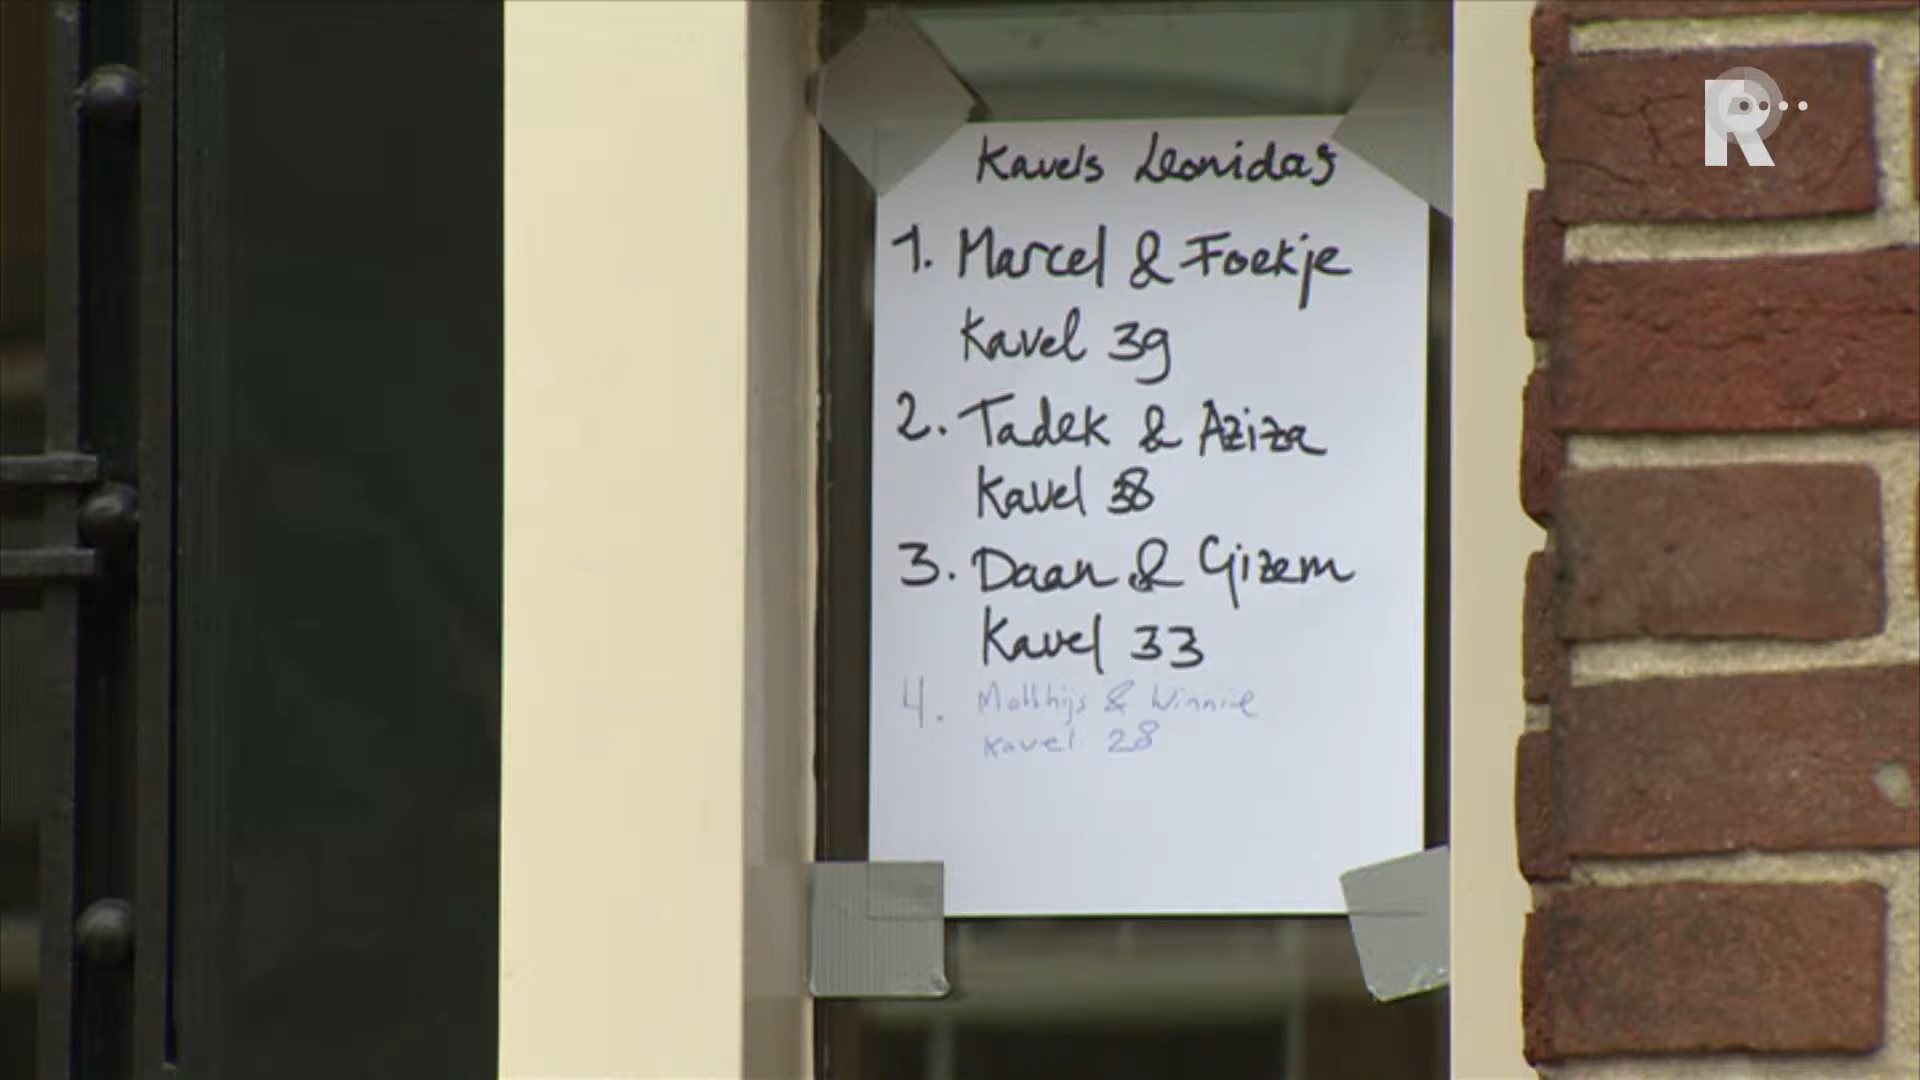 Kavels Leonidas
1. Marcel & Foekje
Kavel 39
2. Tadek & Aziza
Kavel 38
3. Daan & Gizem
Kavel 33
4. Matthijs & Winnie
Kavel 28
R